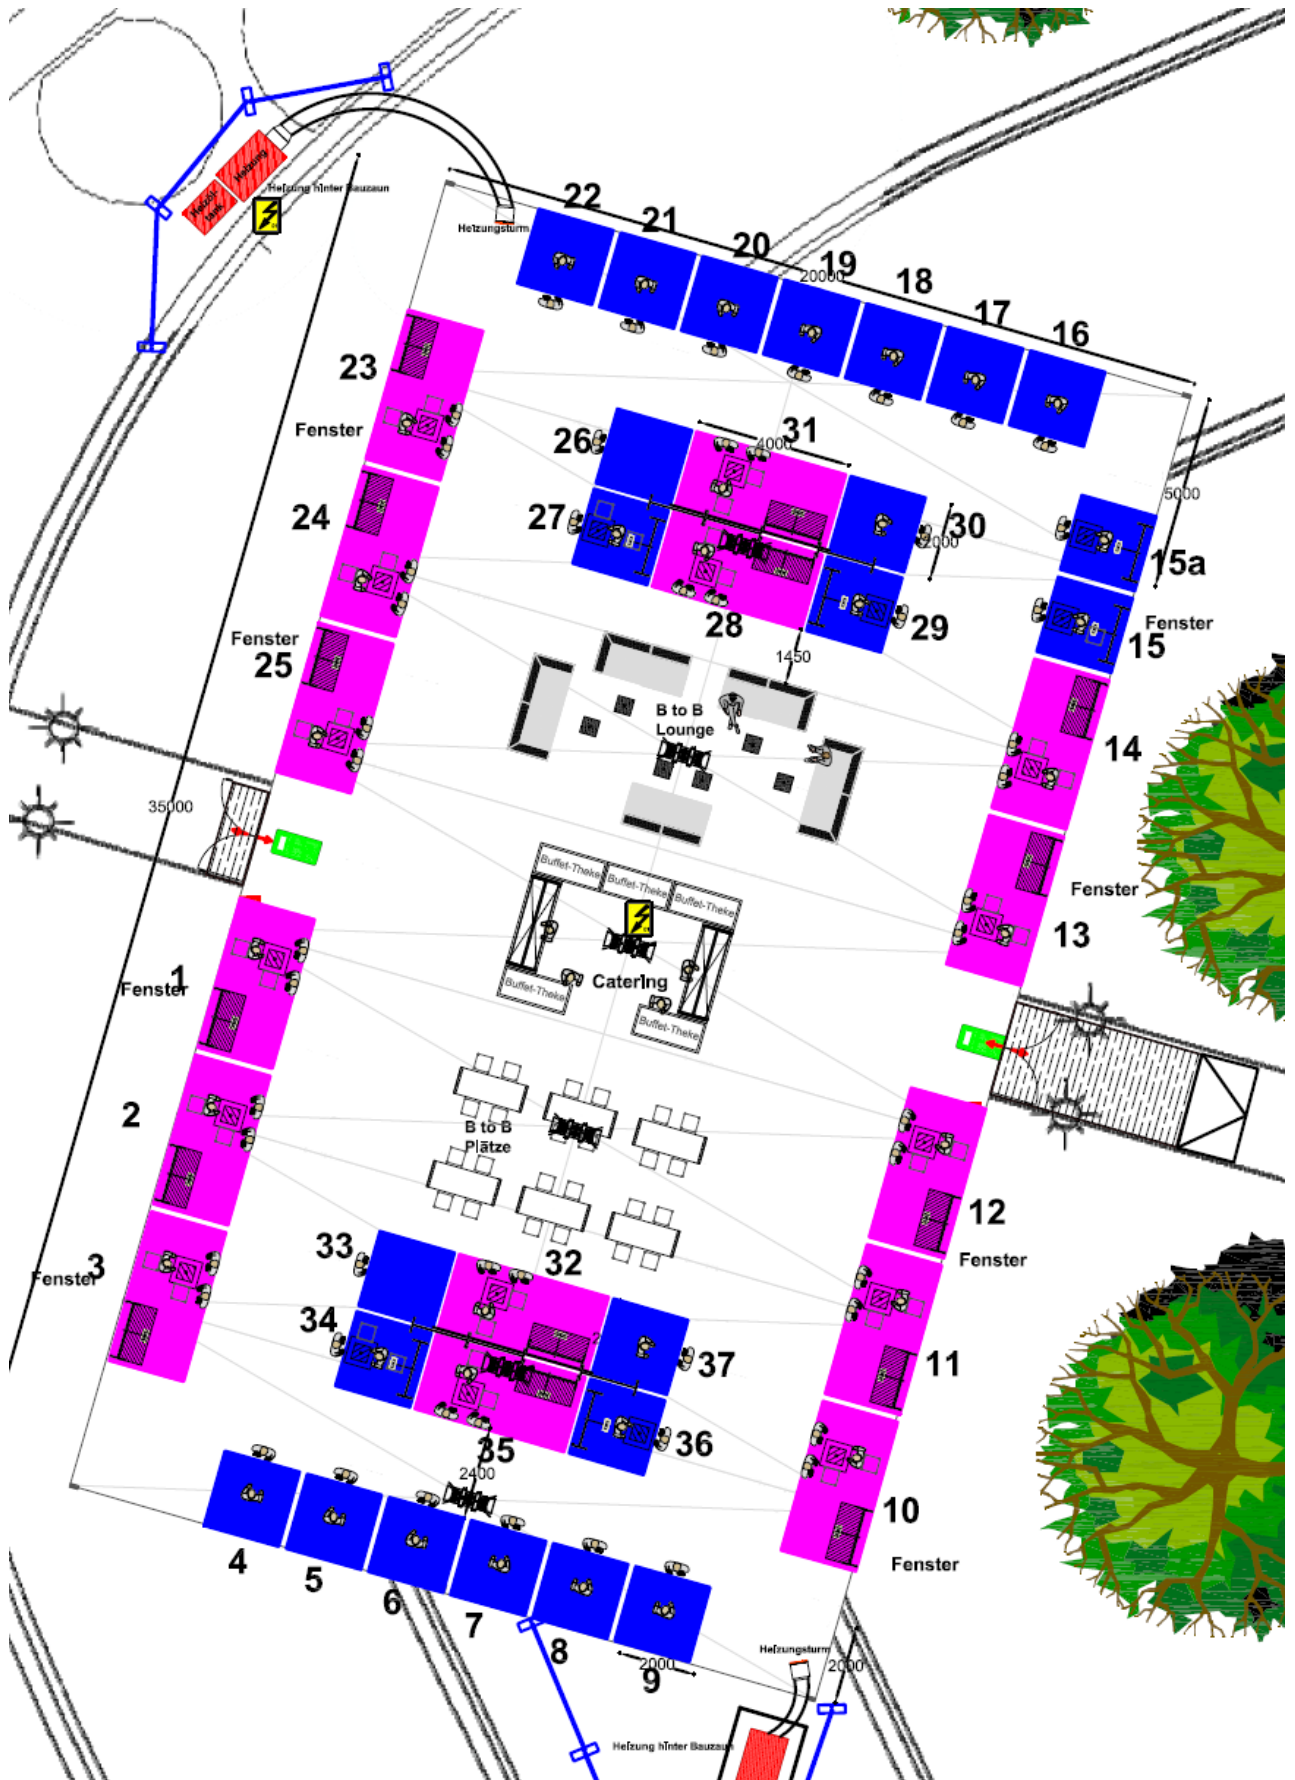 Heizung
Heizöl-
tank
Heizung hinter Bauzaun
Heizungsturm
22
21
20
19
20000
18
17
16
23
Fenster
31
4000
26
27
30
2000
5000
15a
24
28
29
Fenster
15
Fenster
25
1450
B to B
Lounge
14
35000
Buffet-Theke
Buffet-Theke
Buffet-Theke
Fenster
13
1
Fenster
Catering
Buffet-Theke
Buffet-Theke
2
B to B
Plätze
12
Fenster
33
32
3
Fenster
34
37
11
36
35
2400
10
Fenster
4
5
6
7
8
9
2000
Heizungsturm
2000
Heizung hinter Bauzaun